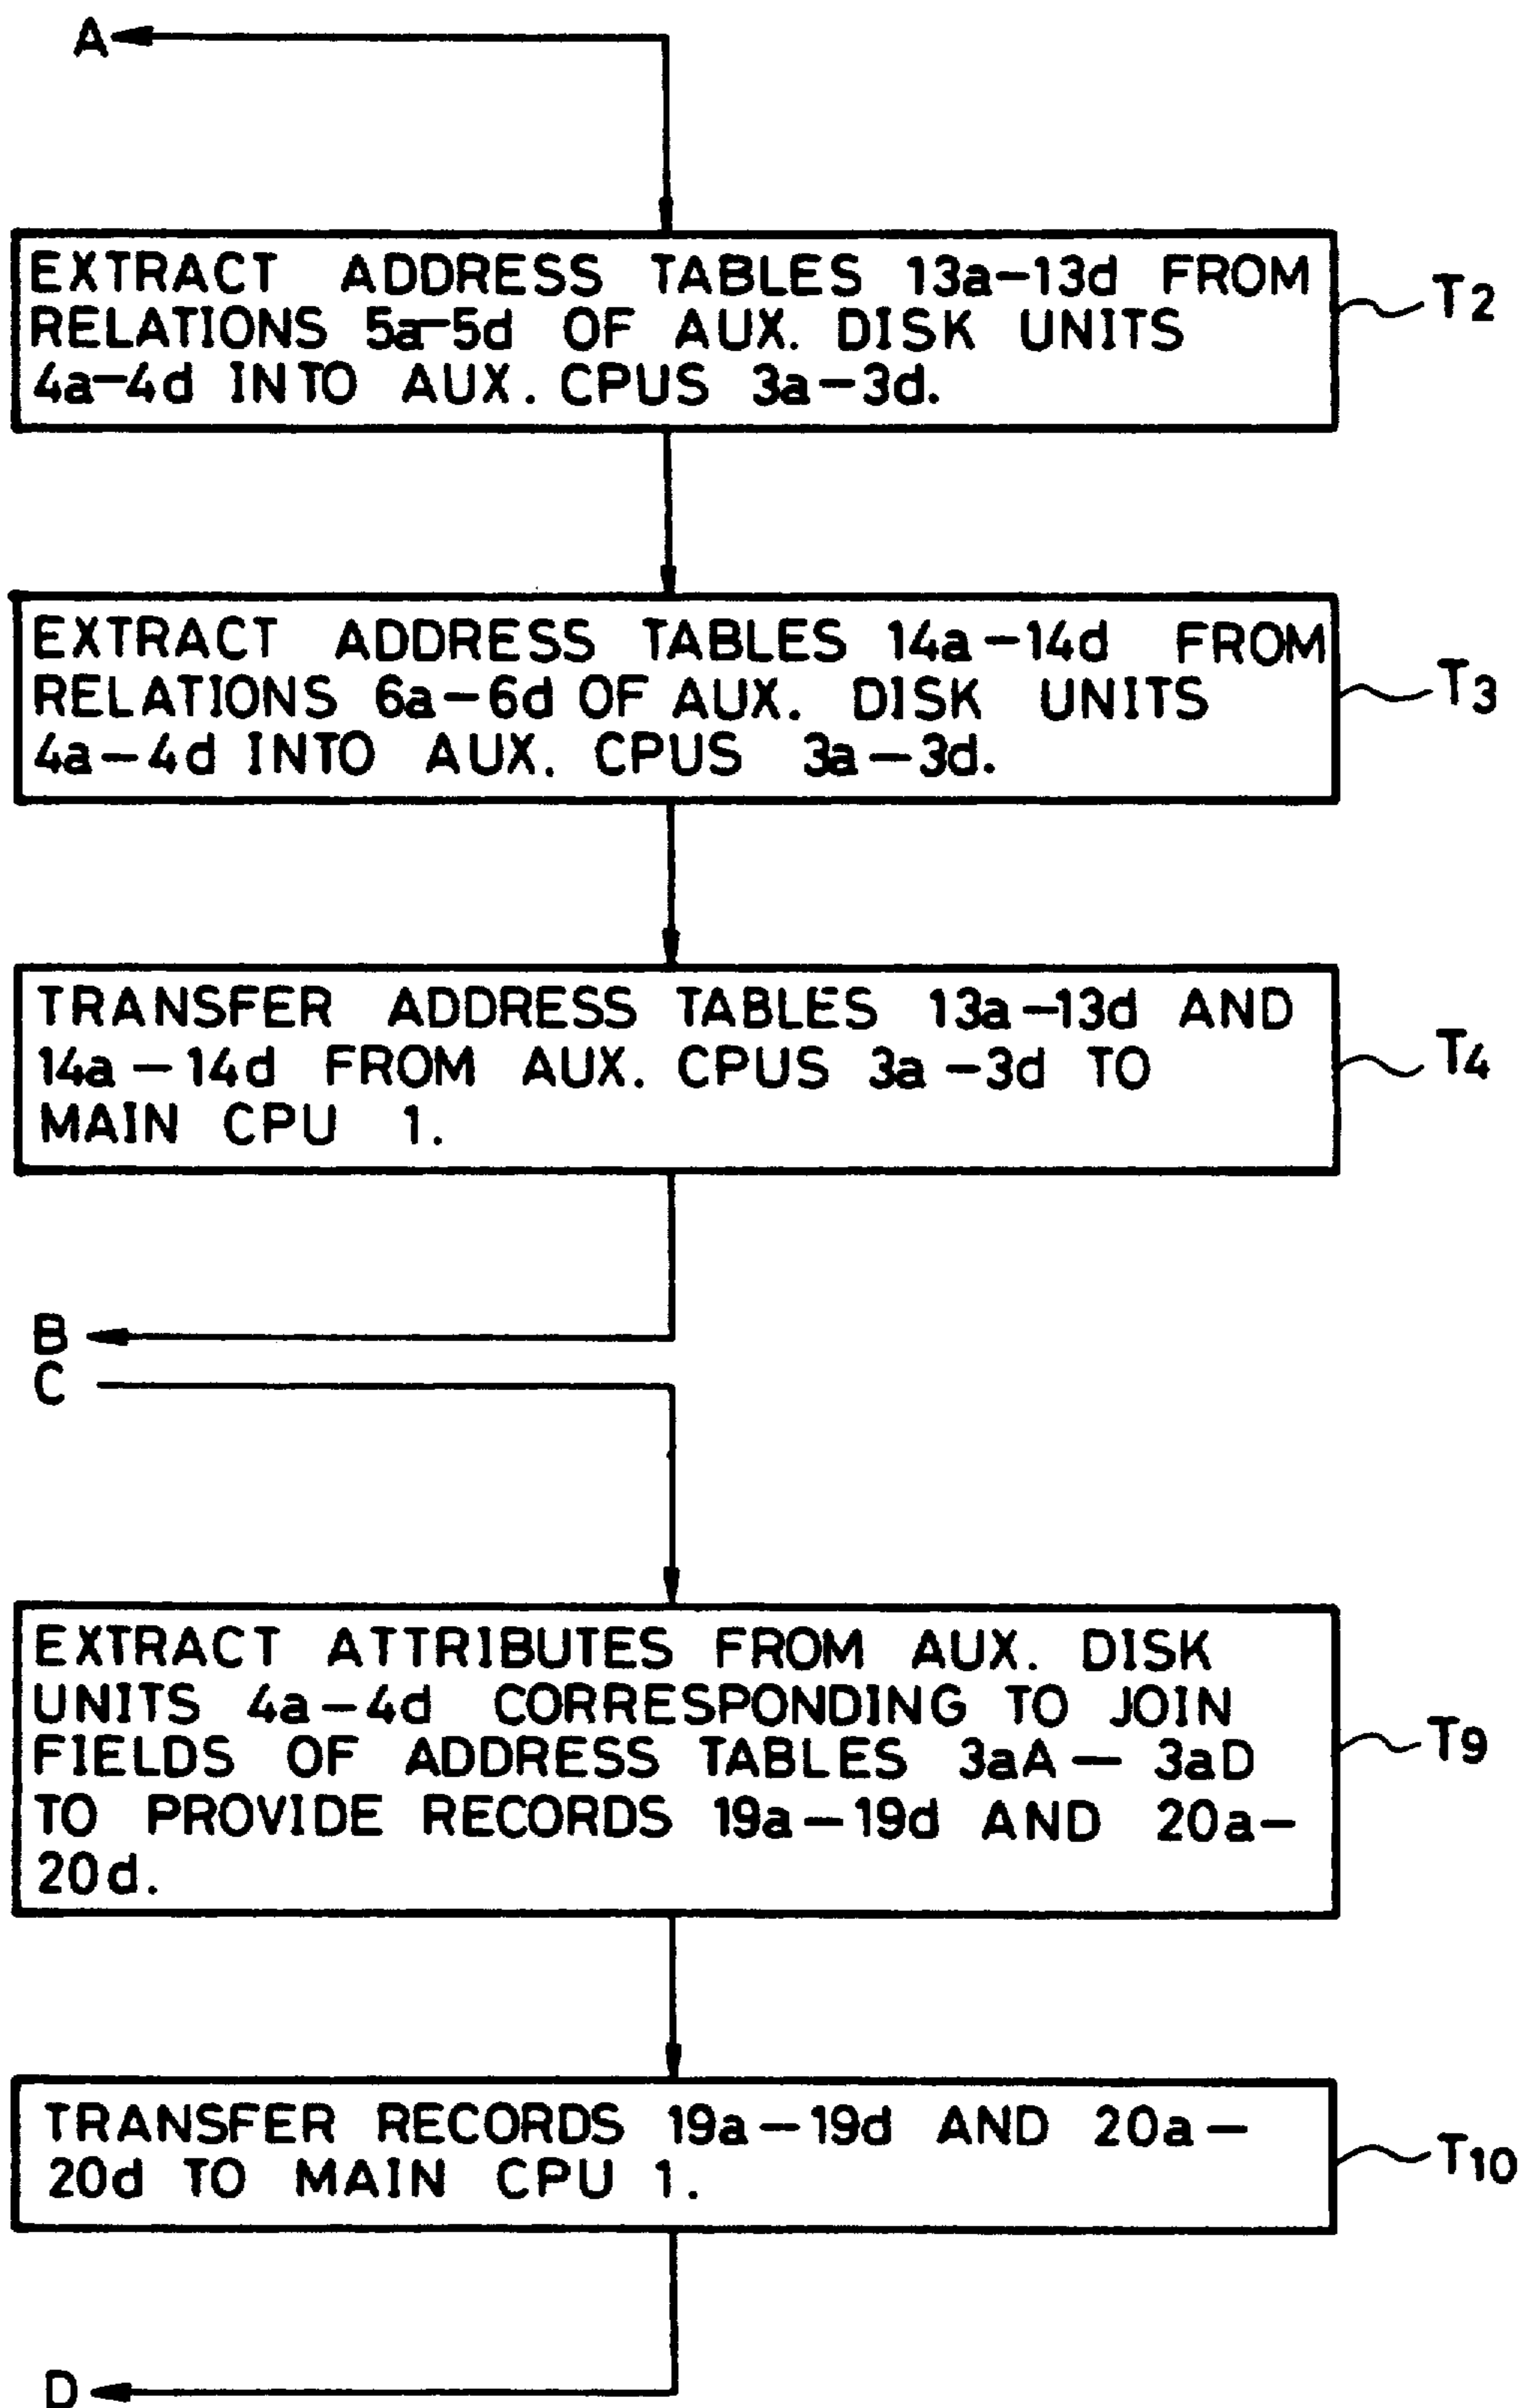 A
EXTRACT ADDRESS TABLES 13a-13d FROM
RELATIONS 5a-5d OF AUX. DISK UNITS
4a-4d INTO AUX. CPUS 3a-3d.
T2
EXTRACT ADDRESS TABLES 14a-14d FROM
RELATIONS 6a-6d OF AUX. DISK UNITS
4a-4d INTO AUX. CPUS 3a-3d.
T3
TRANSFER ADDRESS TABLES 13a-13d AND
14a-14d FROM AUX. CPUS 3a-3d TO
MAIN CPU 1.
T4
B
C
EXTRACT ATTRIBUTES FROM AUX. DISK
UNITS 4a-4d CORRESPONDING TO JOIN
FIELDS OF ADDRESS TABLES 3aA-3aD
TO PROVIDE RECORDS 19a-19d AND 20a-
20d.
T9
TRANSFER RECORDS 19a-19d AND 20a-
20d TO MAIN CPU 1.
T10
D